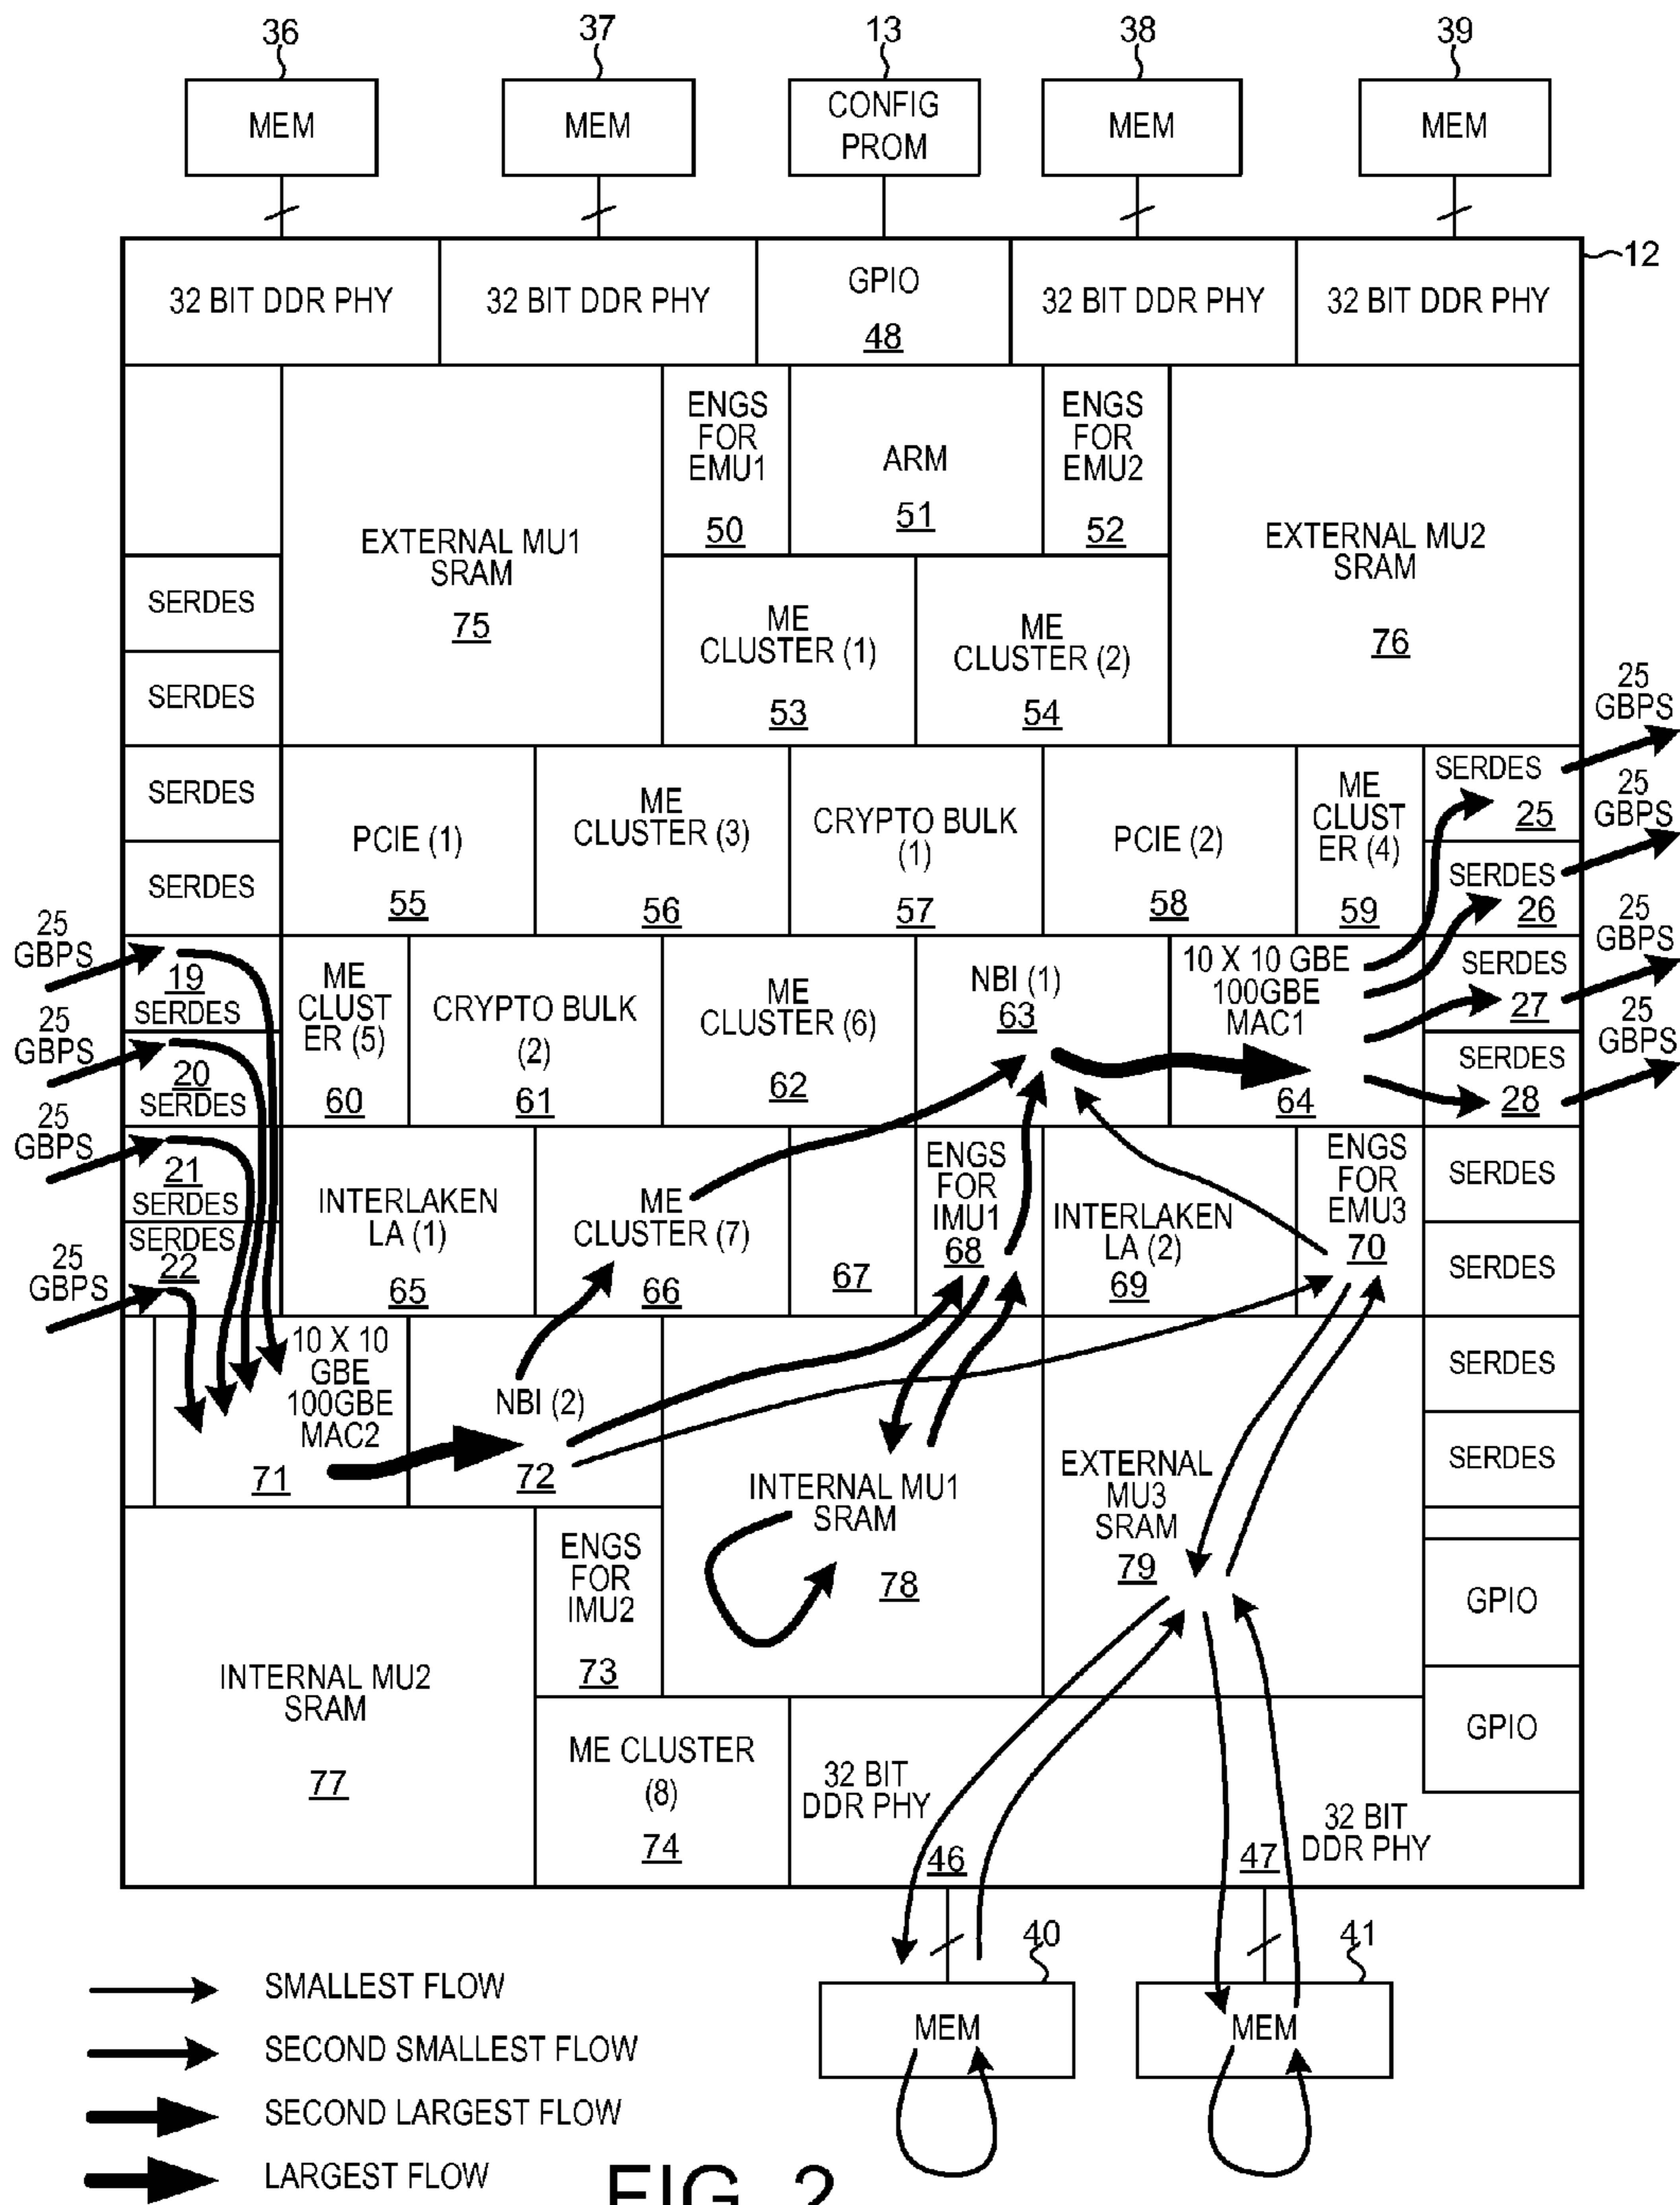 36
37
13
38
39
MEM
MEM
CONFIG
PROM
MEM
MEM
12
32 BIT DDR PHY
32 BIT DDR PHY
GPIO
48
32 BIT DDR PHY
32 BIT DDR PHY
EXTERNAL MU1
SRAM
75
ENGS
FOR
EMU1
50
ARM
51
ENGS
FOR
EMU2
52
EXTERNAL MU2
SRAM
76
SERDES
SERDES
ME
CLUSTER (1)
53
ME
CLUSTER (2)
54
SERDES
SERDES
PCIE (1)
55
ME
CLUSTER (3)
56
CRYPTO BULK
(1)
57
PCIE (2)
58
ME
CLUST
ER (4)
59
SERDES
25
SERDES
26
25
GBPS
25
GBPS
25
GBPS
25
GBPS
25
GBPS
25
GBPS
25
GBPS
25
GBPS
19
SERDES
20
SERDES
ME
CLUST
ER (5)
60
CRYPTO BULK
(2)
61
ME
CLUSTER (6)
62
NBI (1)
63
10 X 10 GBE
100GBE
MAC1
64
SERDES
27
SERDES
28
21
SERDES
SERDES
22
INTERLAKEN
LA (1)
65
ME
CLUSTER (7)
66
67
ENGS
FOR
IMU1
68
INTERLAKEN
LA (2)
69
ENGS
FOR
EMU3
70
SERDES
SERDES
10 X 10
GBE
100GBE
MAC2
71
NBI (2)
72
INTERNAL MU1
SRAM
78
EXTERNAL
MU3
SRAM
79
SERDES
SERDES
GPIO
GPIO
INTERNAL MU2
SRAM
77
ENGS
FOR
IMU2
73
ME CLUSTER
(8)
74
32 BIT
DDR PHY
46
47
32 BIT
DDR PHY
40
41
MEM
MEM
SMALLEST FLOW
SECOND SMALLEST FLOW
SECOND LARGEST FLOW
LARGEST FLOW
FIG. 2